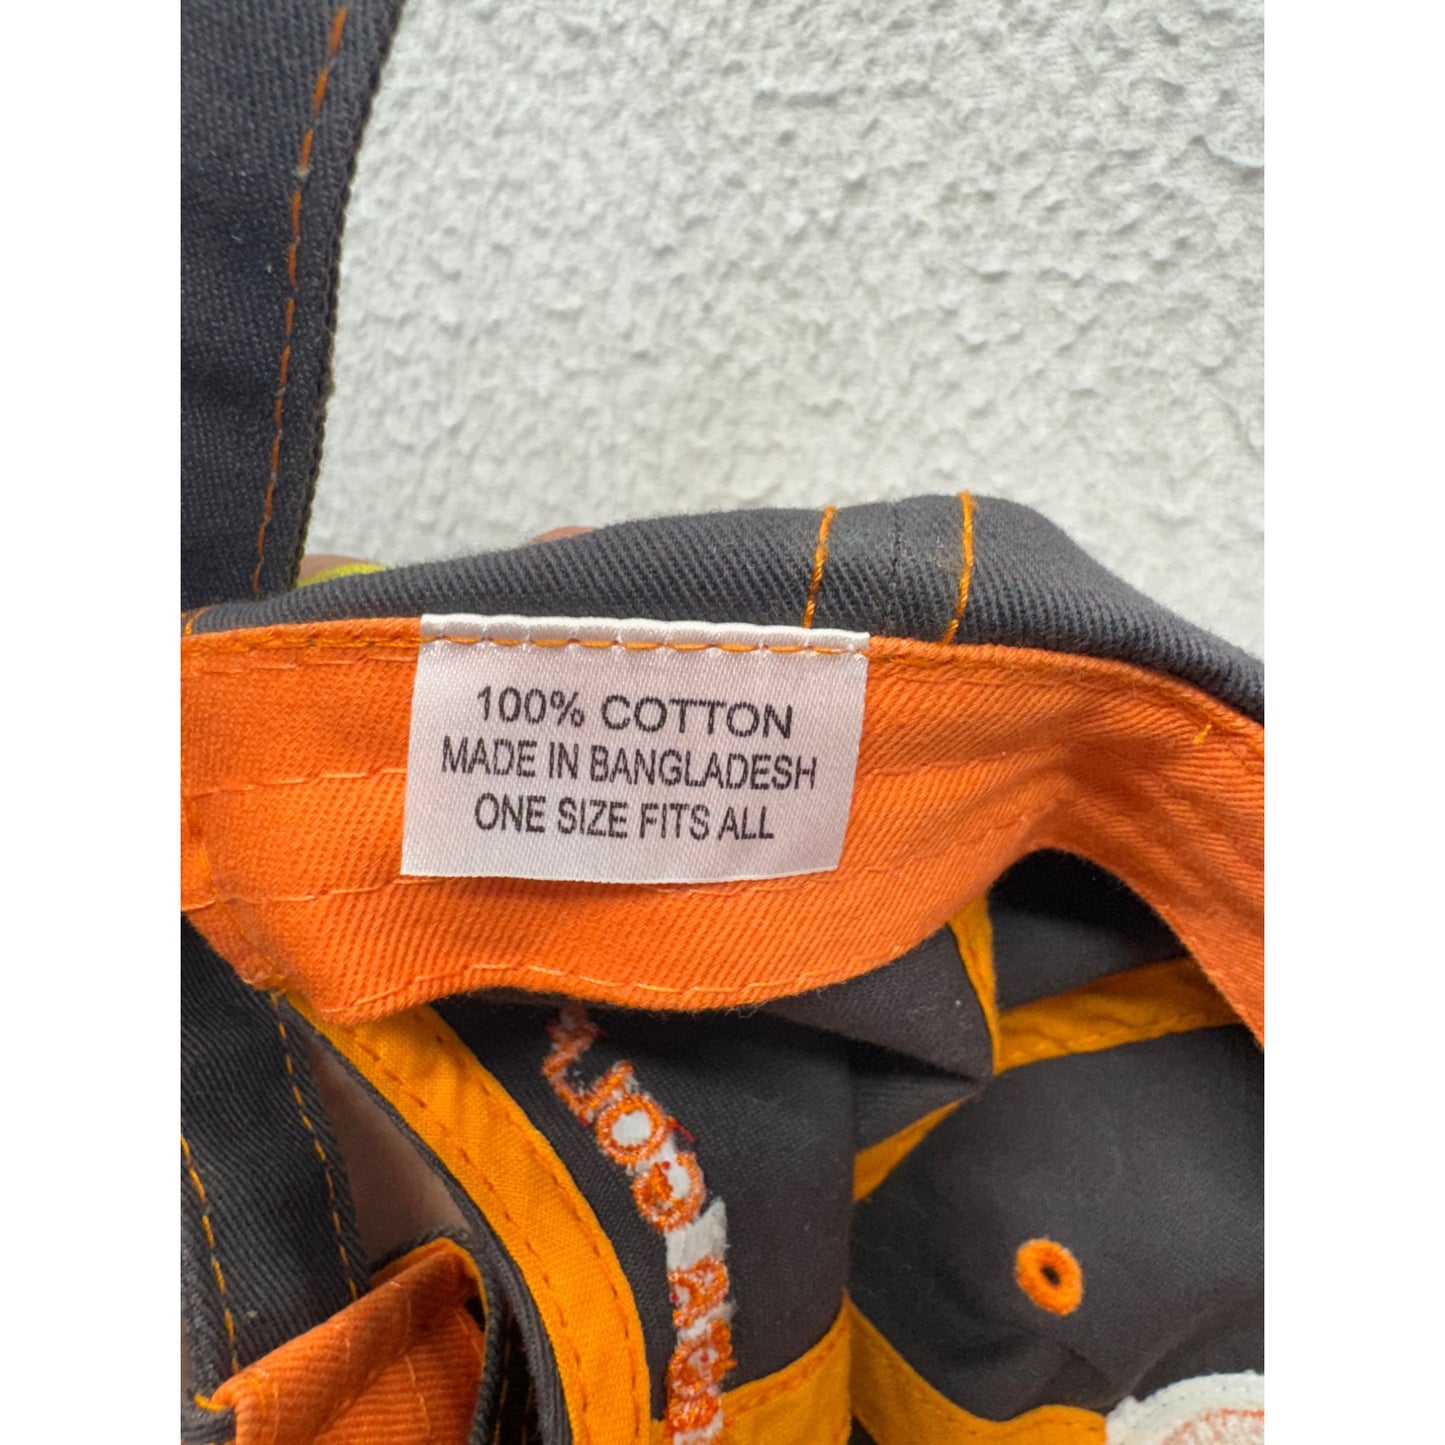 100% COTTON
MADE IN BANGLADESH
ONE SIZE FITS ALL